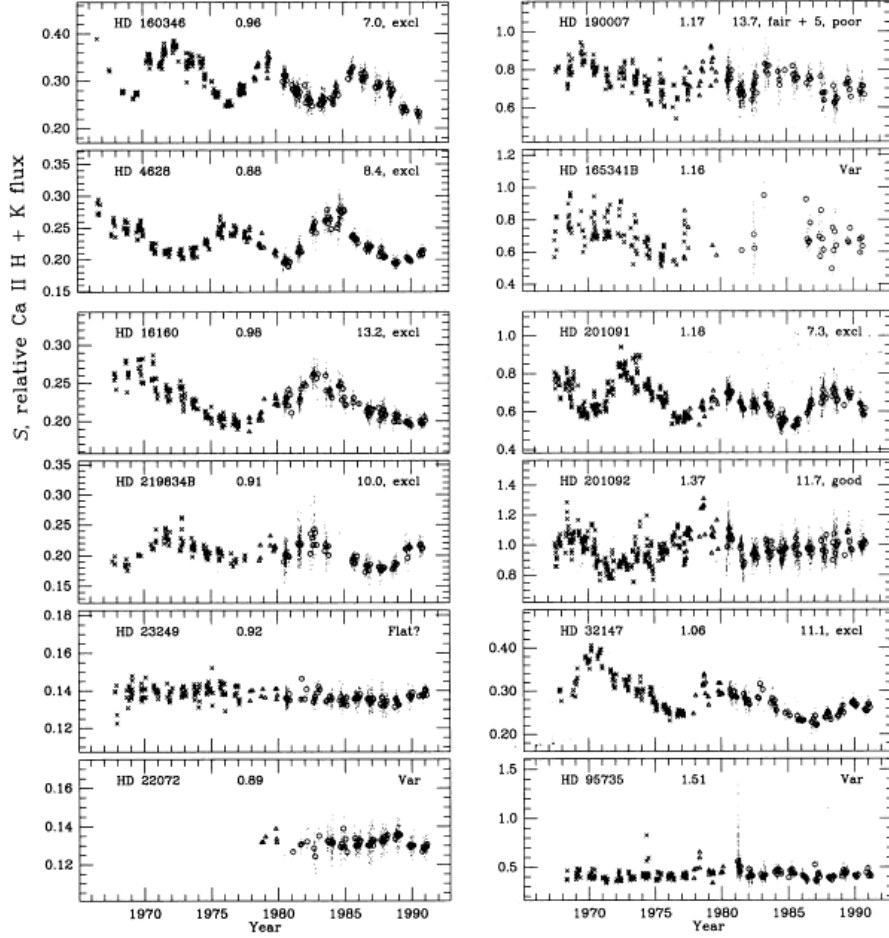 S, relative Ca II H + K flux
HD 160346 0.96 7.0, excl
0.40
0.30
0.20
HD 4628 0.88 8.4, excl
0.35
0.30
0.25
0.20
0.15
HD 16160 0.98 13.2, excl
0.30
0.25
0.20
HD 219834B 0.91 10.0, excl
0.35
0.30
0.25
0.20
0.15
HD 23249 0.92 Flat?
0.18
0.16
0.14
0.12
HD 22072 0.89 Var
0.16
0.14
0.12
1970 1975 1980 1985 1990
Year
HD 190007 1.17 13.7, fair + 5, poor
1.0
0.8
0.6
HD 165341B 1.16 Var
1.2
1.0
0.8
0.6
0.4
HD 201091 1.18 7.3, excl
1.0
0.8
0.6
0.4
HD 201092 1.37 11.7, good
1.4
1.2
1.0
0.8
HD 32147 1.06 11.1, excl
0.40
0.30
0.20
HD 95735 1.51 Var
1.5
1.0
0.5
1970 1975 1980 1985 1990
Year